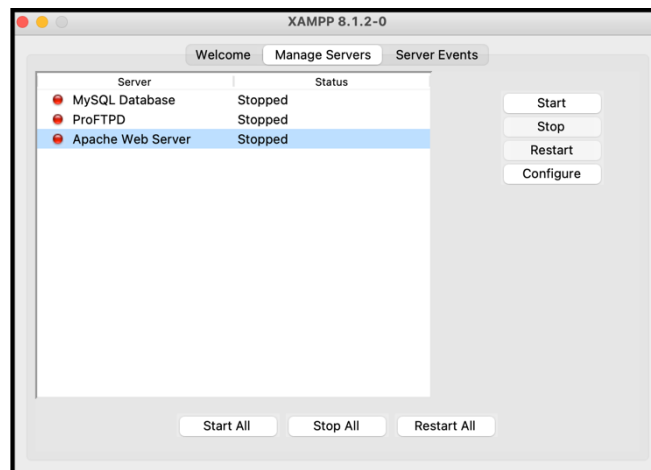 XAMPP 8.1.2-0
Welcome Manage Servers Server Events
Server Status
MySQL Database Stopped
ProFTPD Stopped
Apache Web Server Stopped
Start
Stop
Restart
Configure
Start All Stop All Restart All